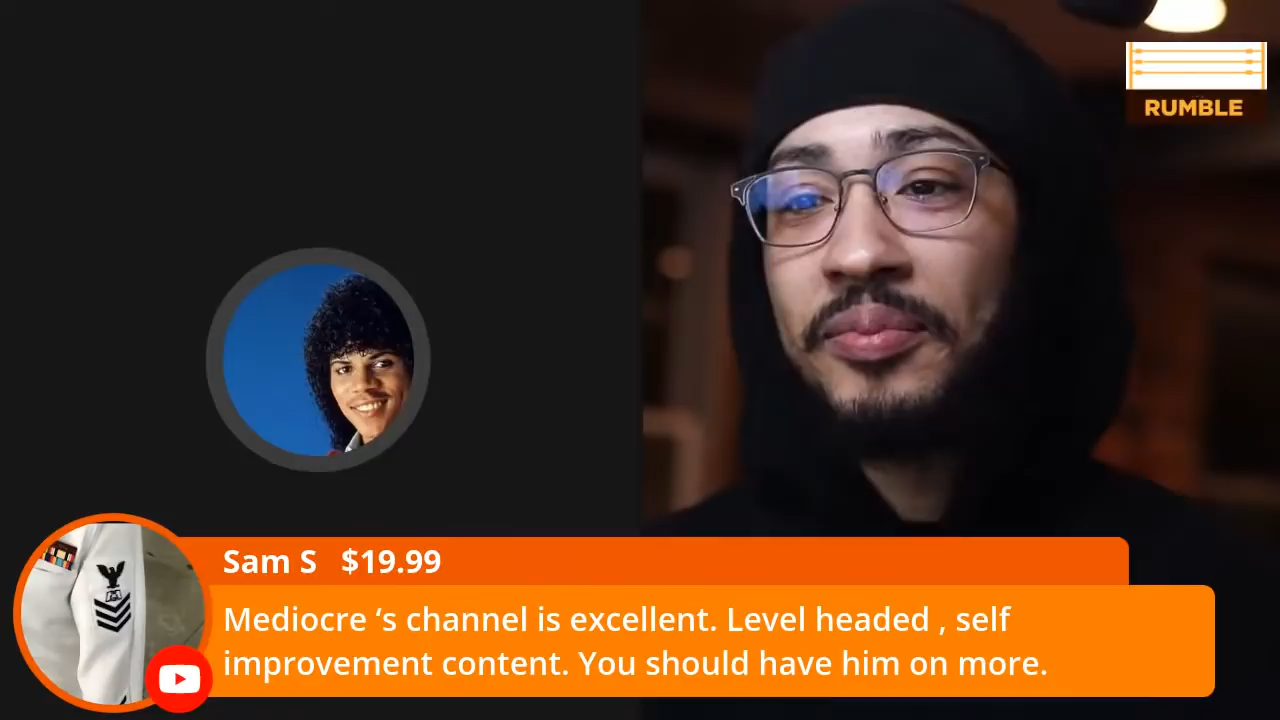 RUMBLE
Sam S $19.99
Mediocre ‘s channel is excellent. Level headed , self
improvement content. You should have him on more.